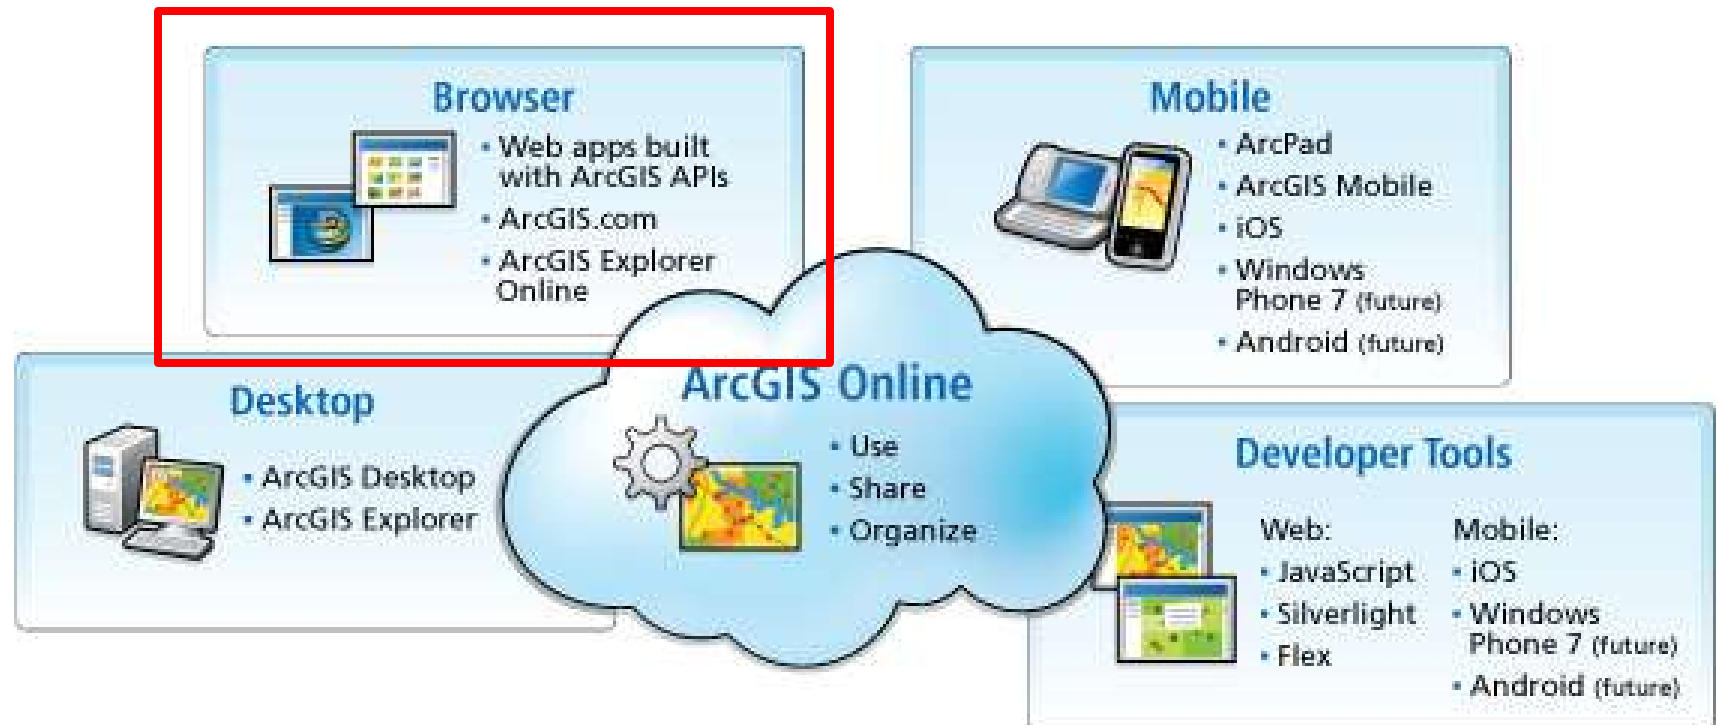 Browser
• Web apps built
with ArcGIS APIs
• ArcGIS.com
• ArcGIS Explorer
Online
Mobile
• ArcPad
• ArcGIS Mobile
• iOS
• Windows
Phone 7 (future)
• Android (future)
Desktop
• ArcGIS Desktop
• ArcGIS Explorer
ArcGIS Online
• Use
• Share
• Organize
Developer Tools
Web:
• JavaScript
• Silverlight
• Flex
Mobile:
• iOS
• Windows
Phone 7 (future)
• Android (future)